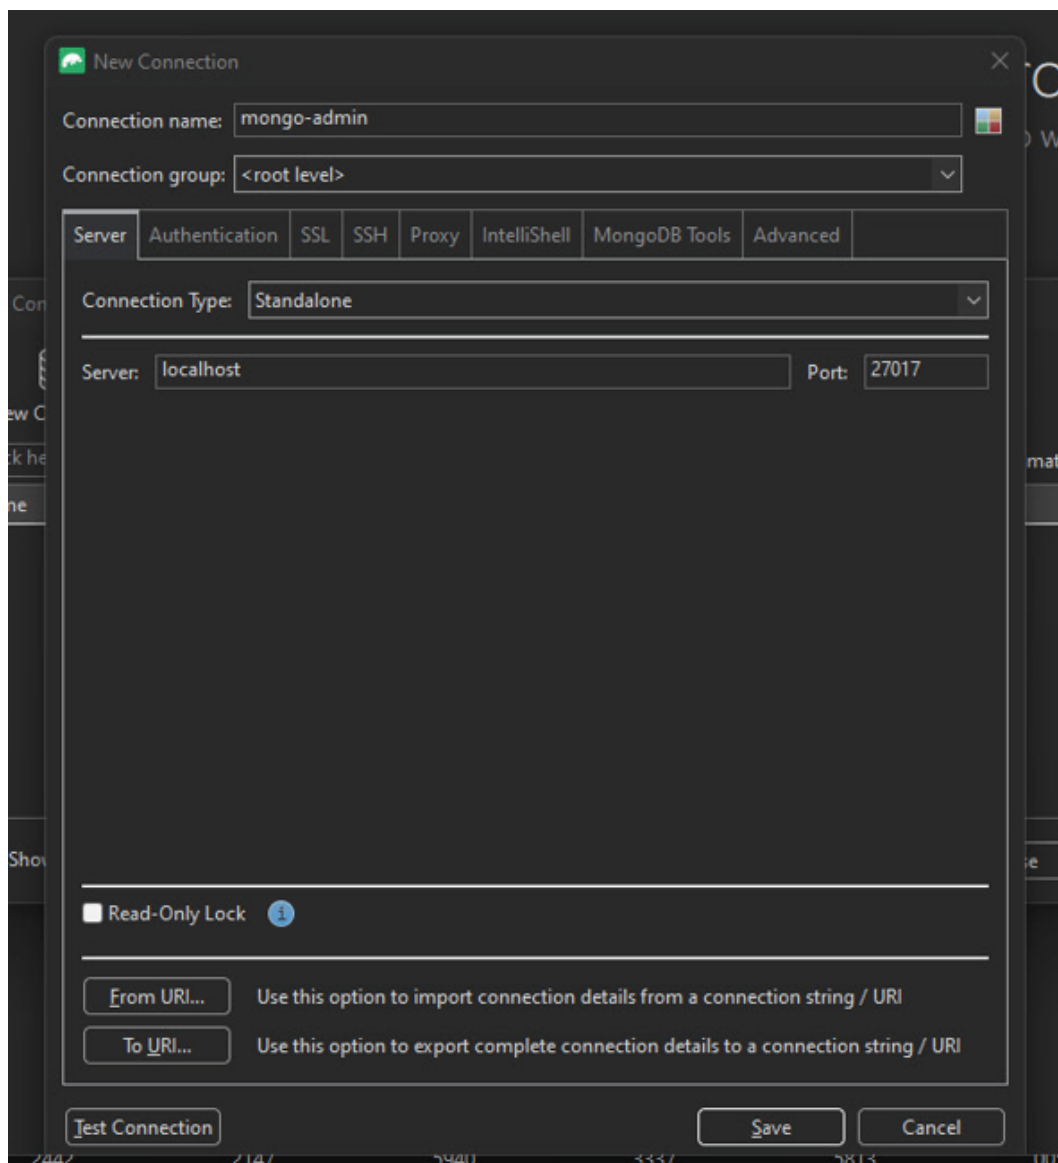 New Connection
Connection name: mongo-admin
Connection group: <root level>
Server Authentication SSL SSH Proxy IntelliShell MongoDB Tools Advanced
Connection Type: Standalone
Server: localhost Port: 27017
Read-Only Lock
From URI... Use this option to import connection details from a connection string / URI
To URI... Use this option to export complete connection details to a connection string / URI
Test Connection Save Cancel